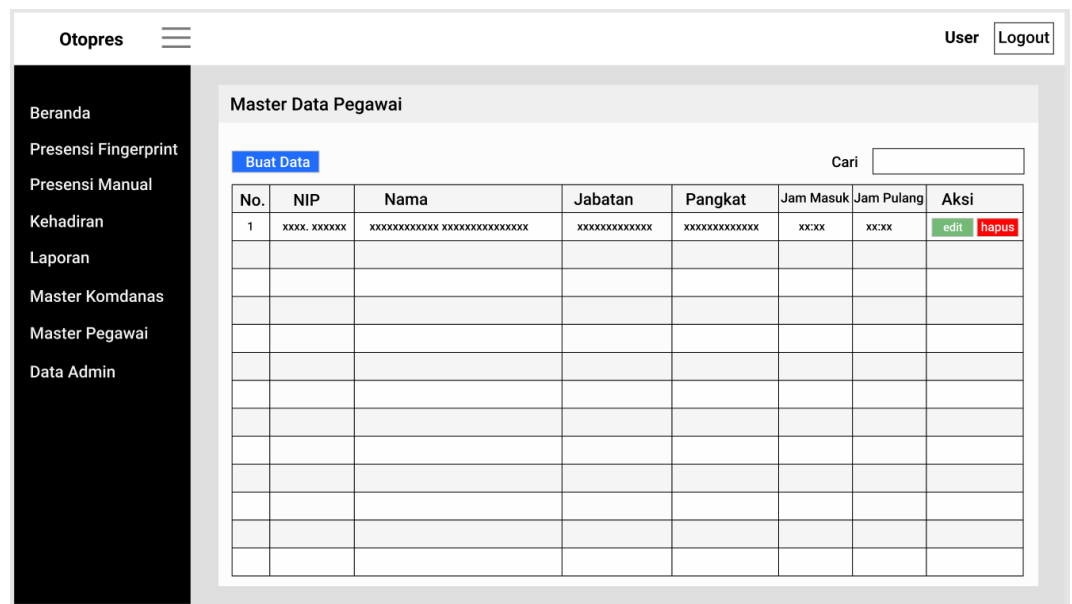 Otopres User Logout
Beranda
Presensi Fingerprint
Presensi Manual
Kehadiran
Laporan
Master Komdanas
Master Pegawai
Data Admin
Master Data Pegawai
Buat Data Cari
No. NIP Nama Jabatan Pangkat Jam Masuk Jam Pulang Aksi
1 xxxx. xxxxxx xxxxxxxxxxxx xxxxxxxxxxxxxx xxxxxxxxxxxxx xxxxxxxxxxxxx xx:xx xx:xx edit hapus